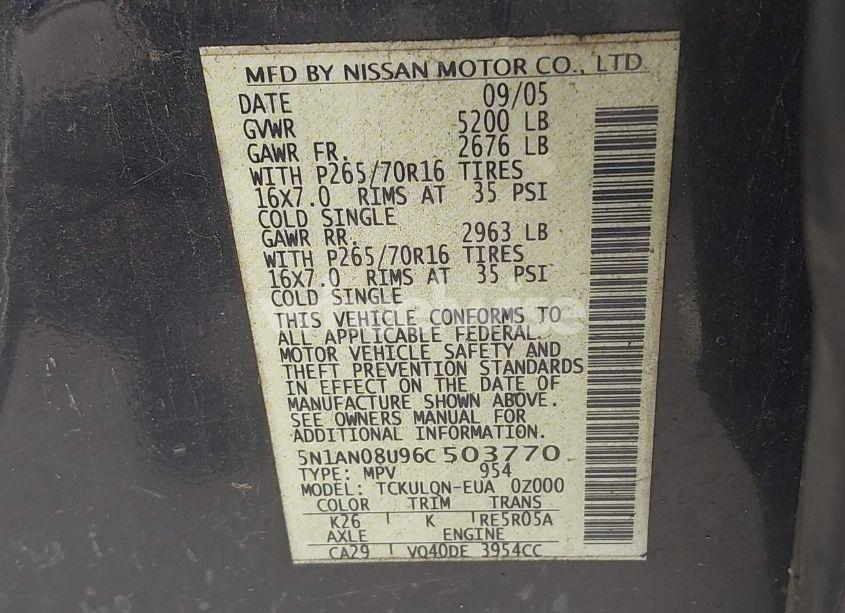 MFD BY NISSAN MOTOR CO., LTD.
DATE 09/05
GVWR 5200 LB
GAWR FR. 2676 LB
WITH P265/70R16 TIRES
16X7.0 RIMS AT 35 PSI
COLD SINGLE
GAWR RR. 2963 LB
WITH P265/70R16 TIRES
16X7.0 RIMS AT 35 PSI
COLD SINGLE
THIS VEHICLE CONFORMS TO
ALL APPLICABLE FEDERAL.
MOTOR VEHICLE SAFETY AND
THEFT PREVENTION STANDARDS
IN EFFECT ON THE DATE OF
MANUFACTURE SHOWN ABOVE.
SEE OWNERS MANUAL FOR
ADDITIONAL INFORMATION.
5N1AN08U96C503770
TYPE: MPV 954
MODEL: TCKULQN-EUA 0Z000
COLOR TRIM TRANS
K26 K RE5R05A
AXLE ENGINE
CA29 VQ40DE 3954CC